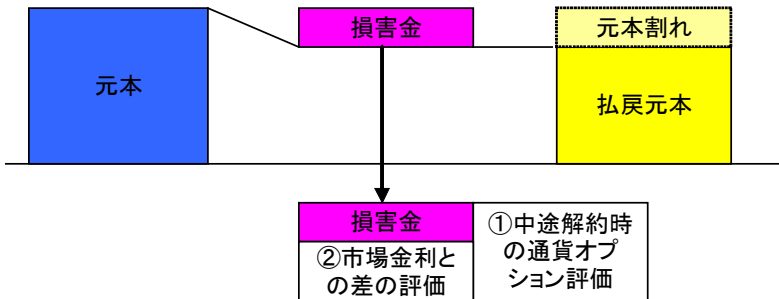 元本
損害金
元本割れ
払戻元本
損害金
②市場金利と
の差の評価
①中途解約時
の通貨オプ
ション評価